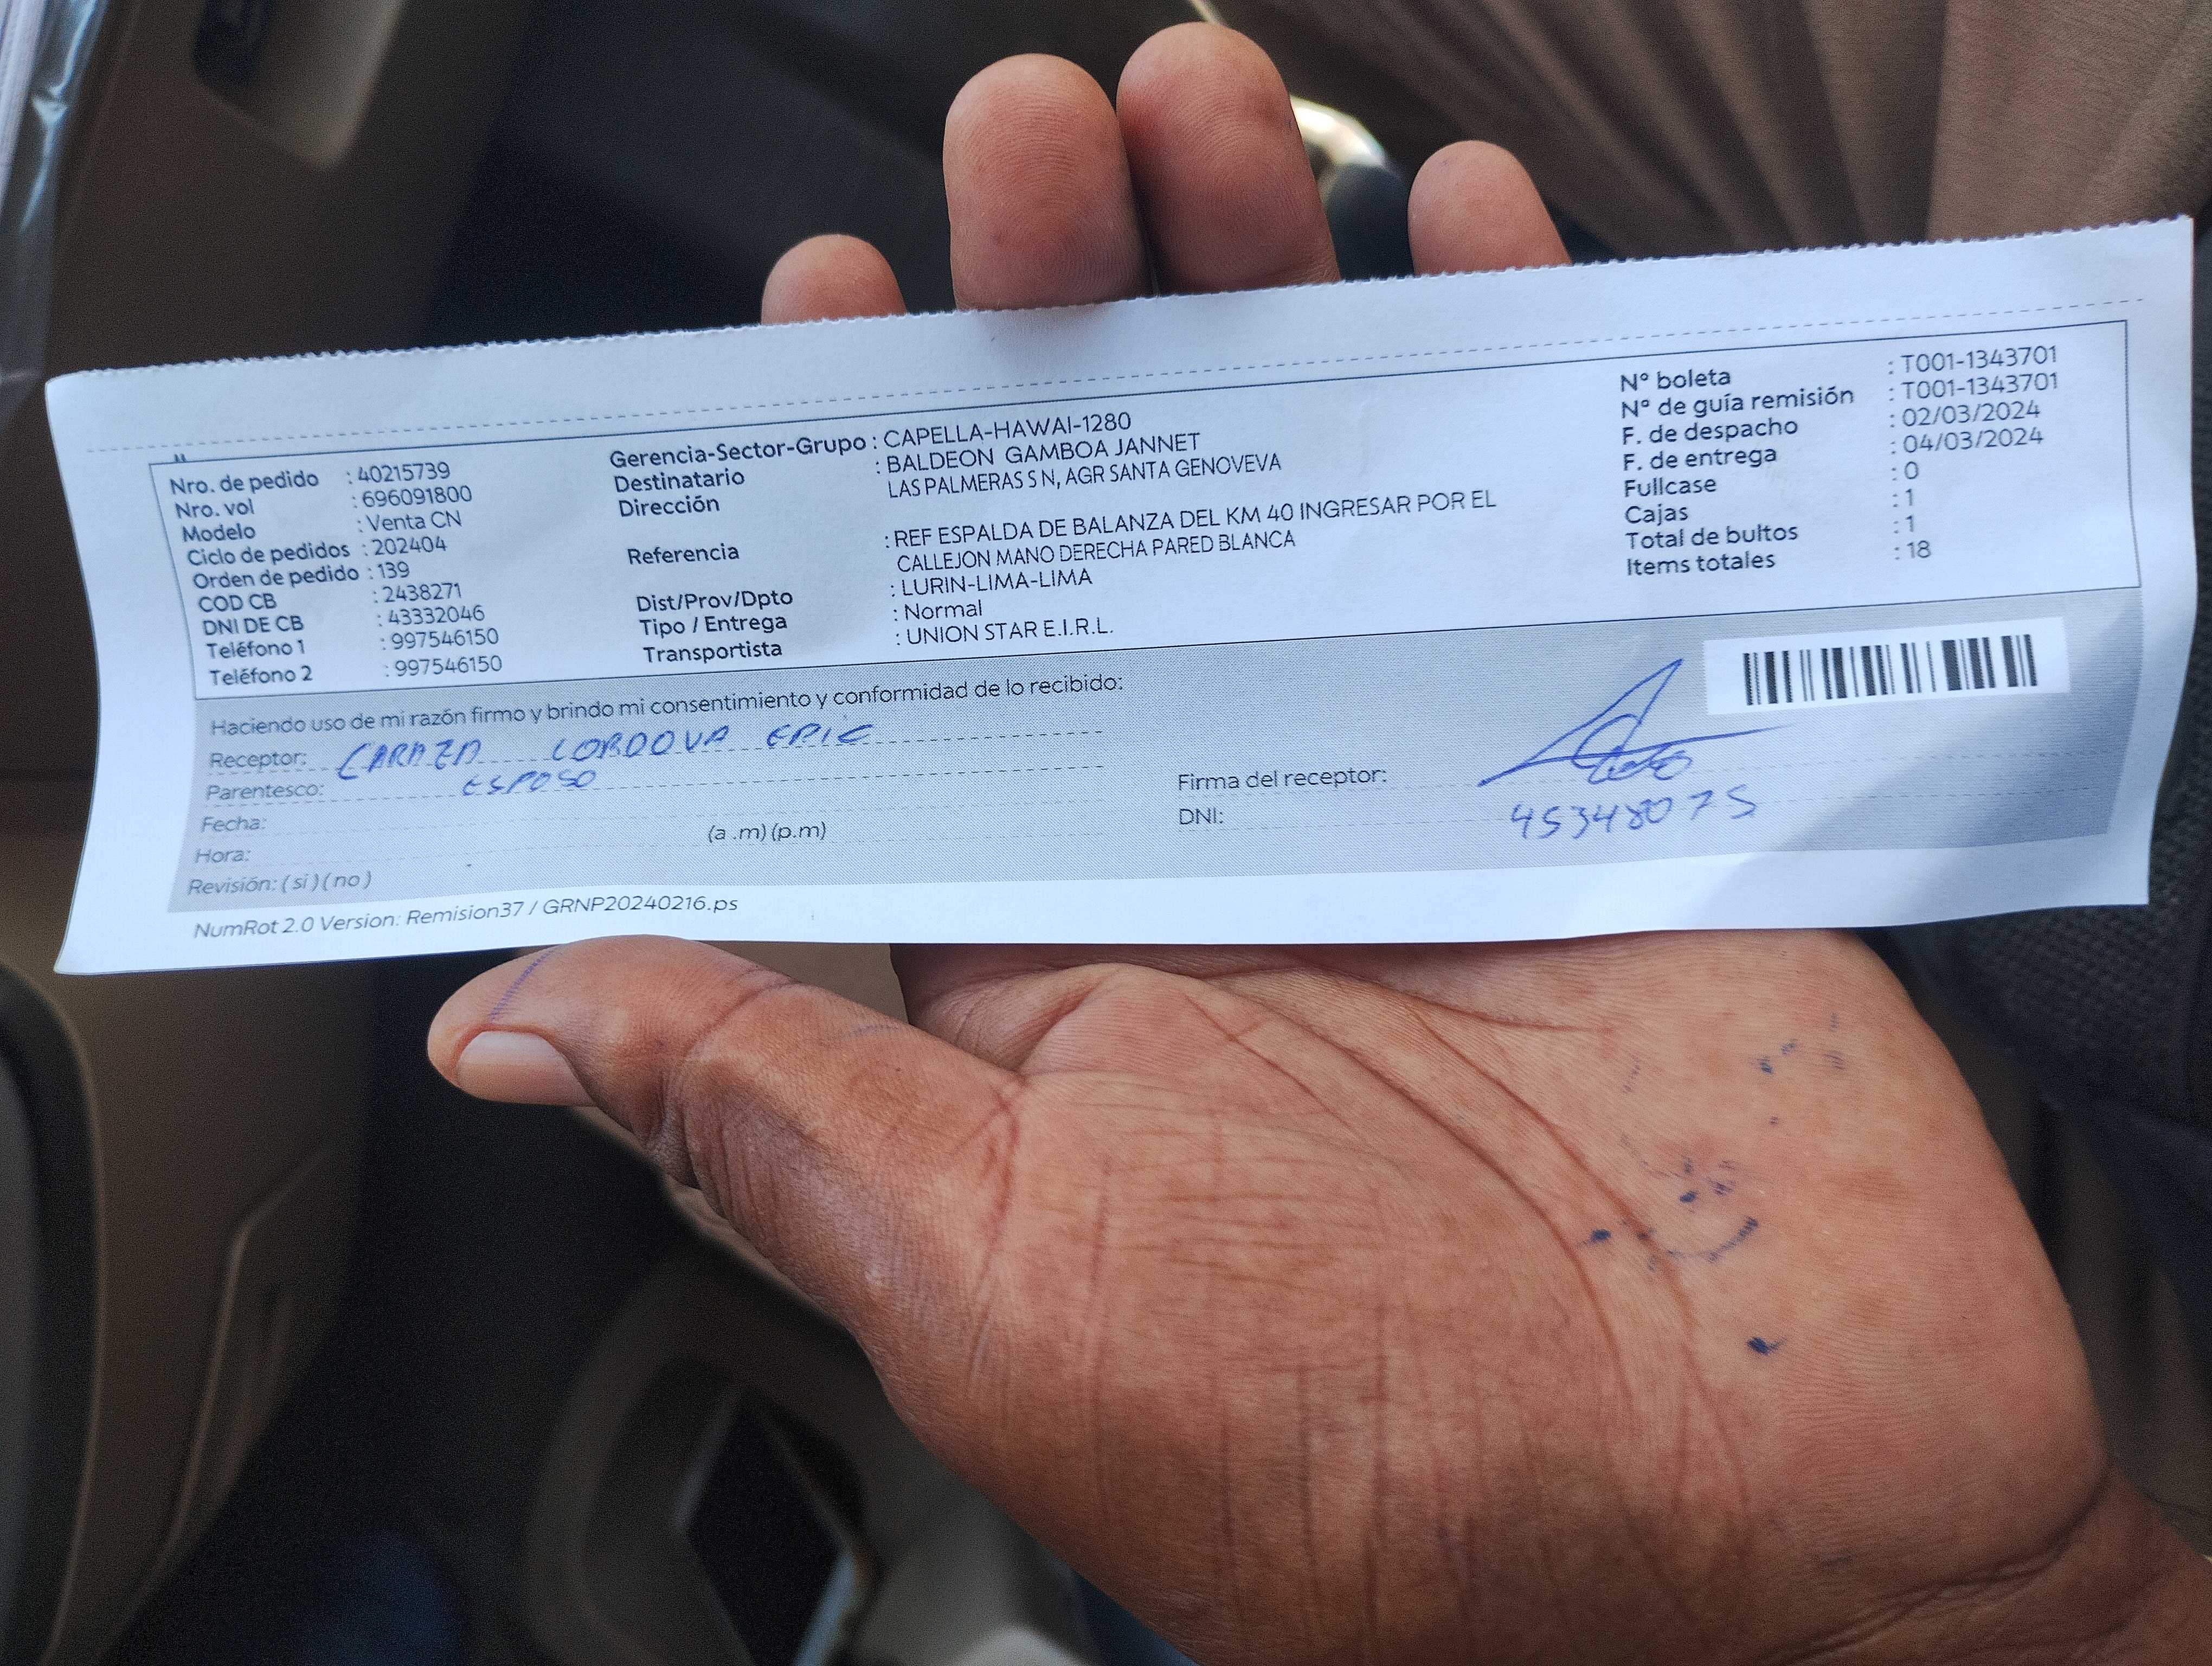 Nro. de pedido : 40215739
Nro. vol : 696091800
Modelo : Venta CN
Ciclo de pedidos : 202404
Orden de pedido : 139
COD CB : 2438271
DNI DE CB : 43332046
Teléfono 1 : 997546150
Teléfono 2 : 997546150
Gerencia-Sector-Grupo : CAPELLA-HAWAI-1280
Destinatario : BALDEON GAMBOA JANNET
Dirección LAS PALMERAS S N, AGR SANTA GENOVEVA
Referencia : REF ESPALDA DE BALANZA DEL KM 40 INGRESAR POR EL
CALLEJON MANO DERECHA PARED BLANCA
Dist/Prov/Dpto : LURIN-LIMA-LIMA
Tipo / Entrega : Normal
Transportista : UNION STAR E.I.R.L.
N° boleta : T001-1343701
N° de guía remisión : T001-1343701
F. de despacho : 02/03/2024
F. de entrega : 04/03/2024
Fullcase : 0
Cajas : 1
Total de bultos : 1
Items totales : 18
Haciendo uso de mi razón firmo y brindo mi consentimiento y conformidad de lo recibido:
Receptor: CARAZA CORDOVA ERIC
Parentesco: ESPOSO
Fecha:
Hora: (a .m) (p.m)
Revisión: ( si ) ( no )
Firma del receptor:
DNI: 45348075
NumRot 2.0 Version: Remision37 / GRNP20240216.ps